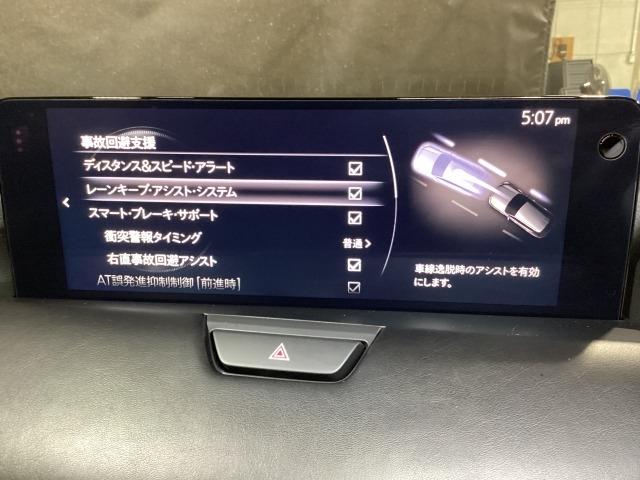 5:07pm
事故回避支援
ディスタンス&スピード・アラート
レーンキープ・アシスト・システム
スマート・ブレーキ・サポート
衝突警報タイミング 普通
右直事故回避アシスト
AT誤発進抑制制御 [前進時]
車線逸脱時のアシストを有効
にします。